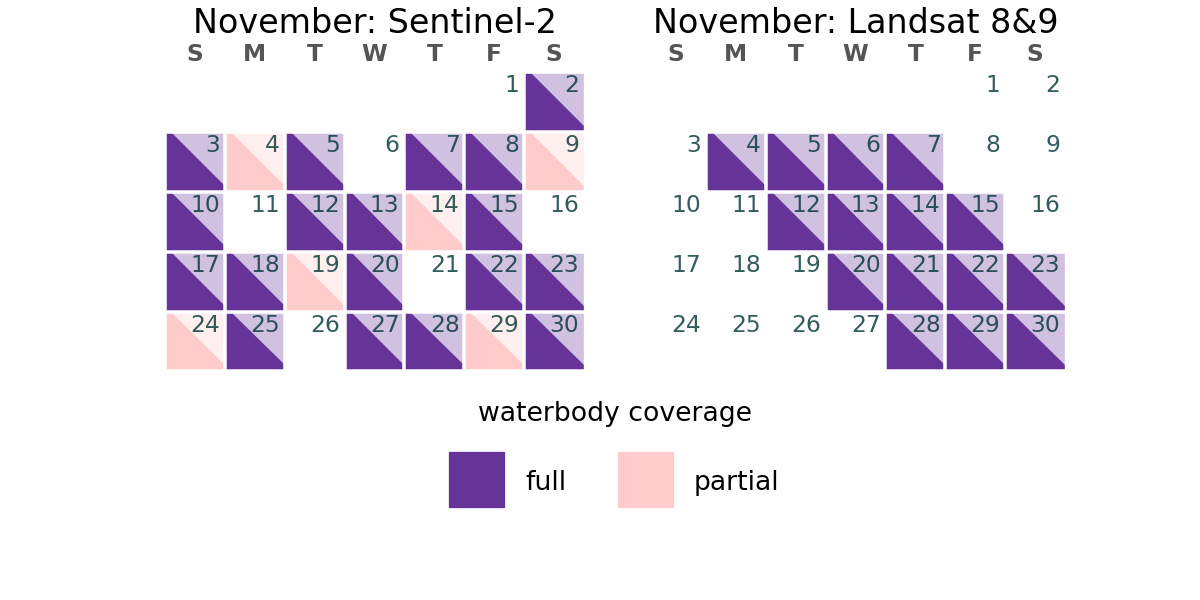 November: Sentinel-2
S M T W T F S
1 2
3 4 5 6 7 8 9
10 11 12 13 14 15 16
17 18 19 20 21 22 23
24 25 26 27 28 29 30
November: Landsat 8&9
S M T W T F S
1 2
3 4 5 6 7 8 9
10 11 12 13 14 15 16
17 18 19 20 21 22 23
24 25 26 27 28 29 30
waterbody coverage
full partial